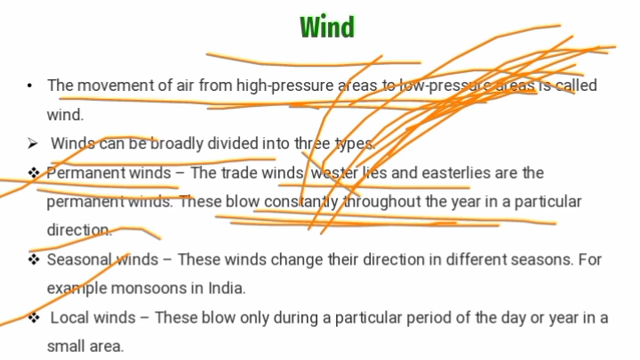 Wind
• The movement of air from high-pressure areas to low-pressure areas is called
wind.
➢ Winds can be broadly divided into three types.
❖ Permanent winds – The trade winds, wester lies and easterlies are the
permanent winds. These blow constantly throughout the year in a particular
direction.
❖ Seasonal winds – These winds change their direction in different seasons. For
example monsoons in India.
❖ Local winds – These blow only during a particular period of the day or year in a
small area.